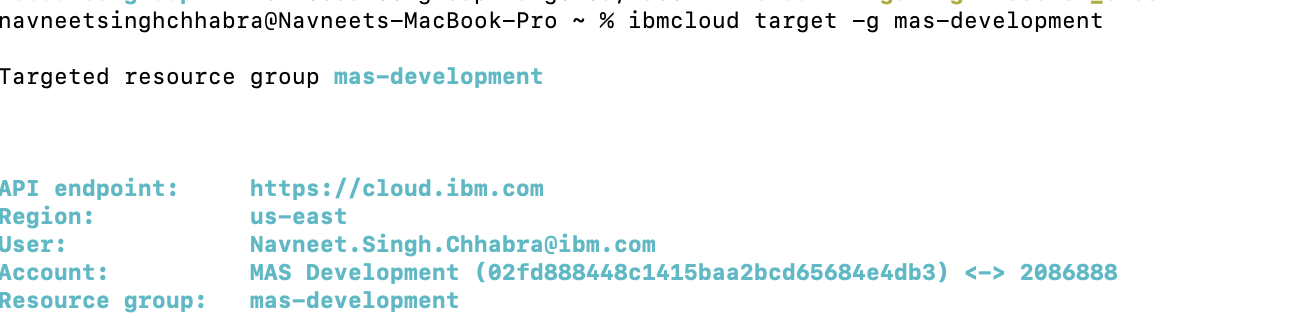 navneetsinghchhabra@Navneets-MacBook-Pro ~ % ibmcloud target -g mas-development
Targeted resource group mas-development
API endpoint: https://cloud.ibm.com
Region: us-east
User: Navneet.Singh.Chhabra@ibm.com
Account: MAS Development (02fd888448c1415baa2bcd65684e4db3) <-> 2086888
Resource group: mas-development